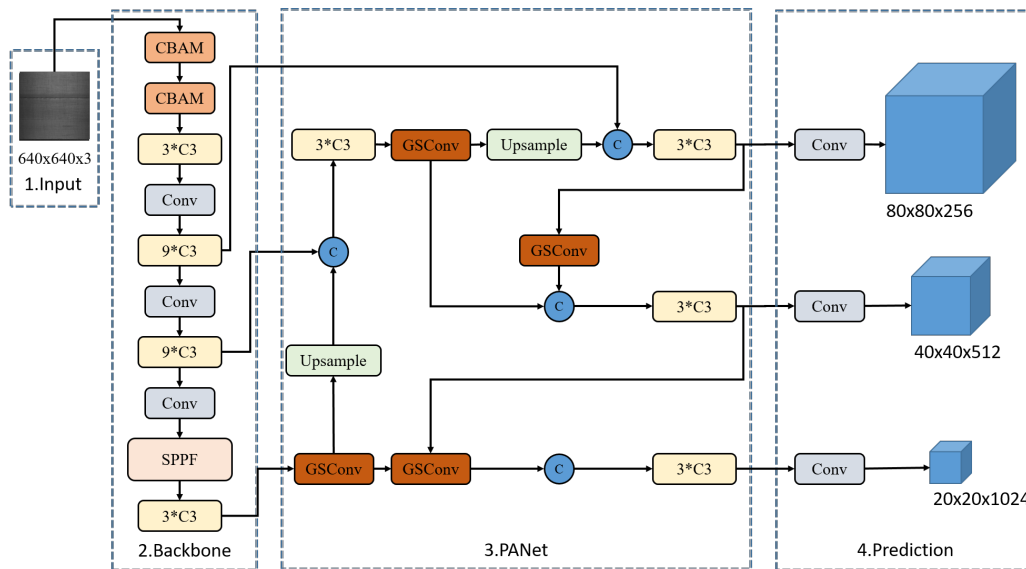 640x640x3
1.Input
CBAM
CBAM
3*C3
Conv
9*C3
Conv
9*C3
Conv
SPPF
3*C3
2.Backbone
3*C3
GSConv
Upsample
C
3*C3
GSConv
C
C
3*C3
Upsample
GSConv
GSConv
C
3*C3
3.PANet
Conv
80x80x256
Conv
40x40x512
Conv
20x20x1024
4.Prediction